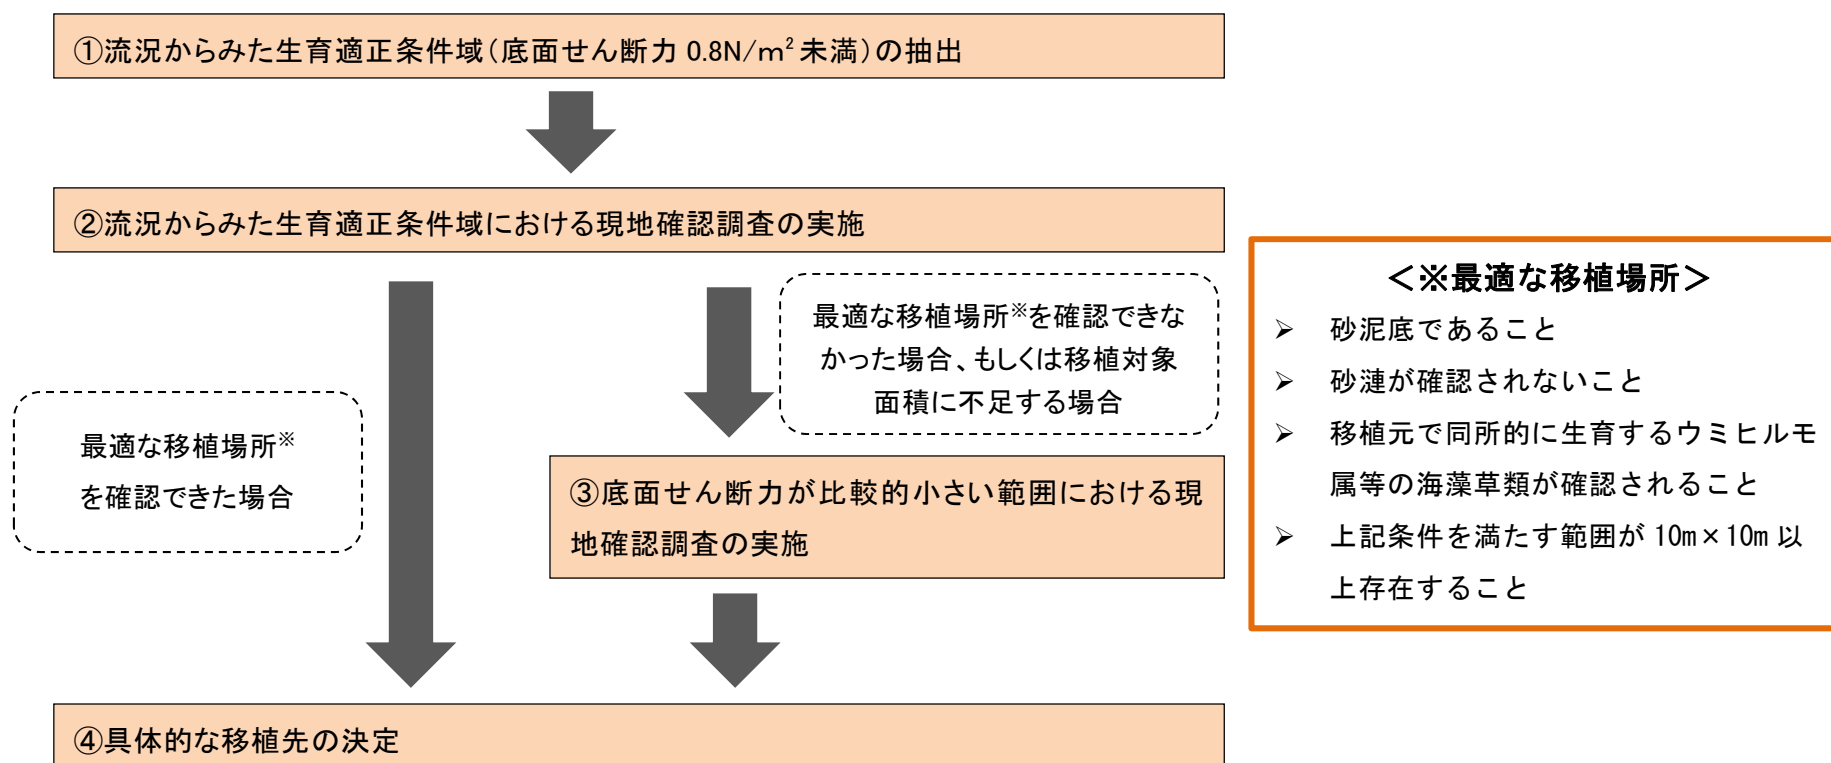 ①流況からみた生育適正条件域（底面せん断力 0.8N/㎡未満）の抽出
②流況からみた生育適正条件域における現地確認調査の実施
最適な移植場所※を確認できな
かった場合、もしくは移植対象
面積に不足する場合
最適な移植場所※
を確認できた場合
③底面せん断力が比較的小さい範囲における現
地確認調査の実施
④具体的な移植先の決定
＜※最適な移植場所＞
➢ 砂泥底であること
➢ 砂漣が確認されないこと
➢ 移植元で同所的に生育するウミヒルモ
属等の海藻草類が確認されること
➢ 上記条件を満たす範囲が 10m×10m 以
上存在すること